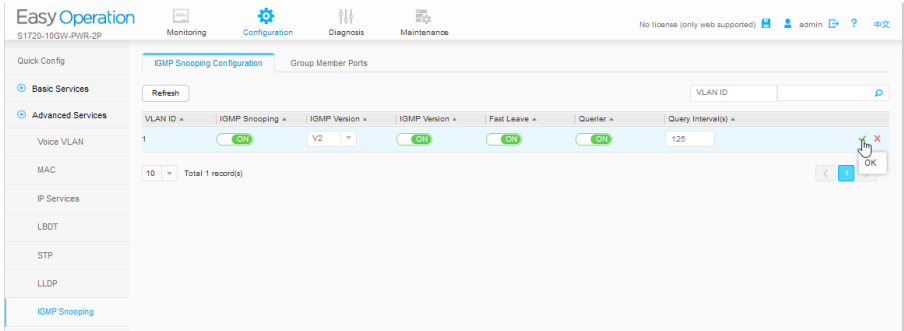 Easy Operation
S1720-10GW-PWR-2P
Monitoring
Configuration
Diagnosis
Maintenance
No license (only web supported)
admin
?
中文
Quick Config
Basic Services
Advanced Services
Voice VLAN
MAC
IP Services
LBDT
STP
LLDP
IGMP Snooping
IGMP Snooping Configuration
Group Member Ports
Refresh
VLAN ID
VLAN ID IGMP Snooping IGMP Version IGMP Version Fast Leave Querier Query Interval(s)
1 ON V2 ON ON ON 125
OK
10 Total 1 record(s)
1